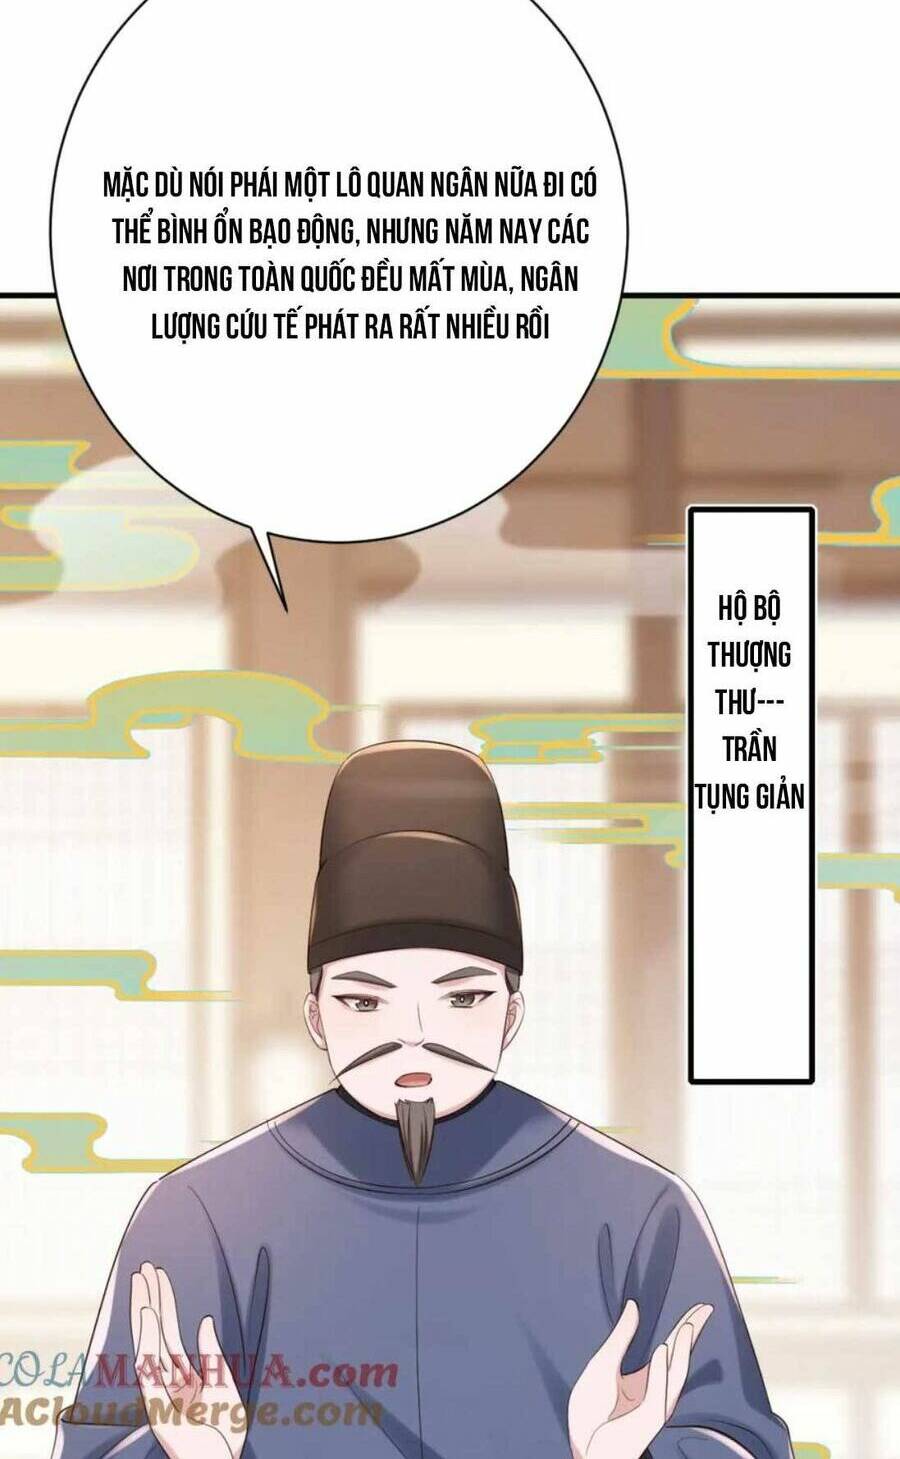 MẶC DÙ NÓI PHÁI MỘT LÔ QUAN NGÂN NỮA ĐI CÓ
THỂ BÌNH ỔN BẠO ĐỘNG, NHƯNG NĂM NAY CÁC
NƠI TRONG TOÀN QUỐC ĐỀU MẤT MÙA, NGÂN
LƯỢNG CỨU TẾ PHÁT RA RẤT NHIỀU RỒI
HỘ BỘ
THƯỢNG
THƯ---
TRẦN
TỤNG GIẢN
COLAMANHUA.com
ACloudMerge.com